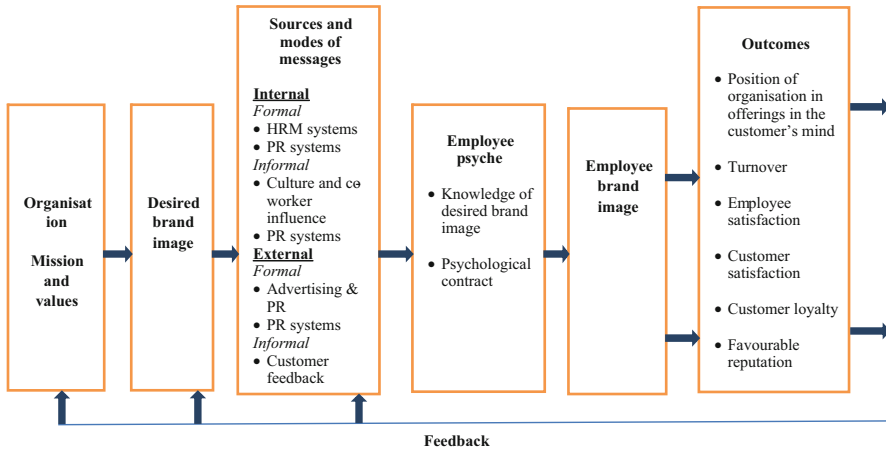 Organisat
ion
Mission
and
values
Desired
brand
image
Sources and
modes of
messages
Internal
Formal
• HRM systems
• PR systems
Informal
• Culture and co-
worker
influence
• PR systems
External
Formal
• Advertising &
PR
• PR systems
Informal
• Customer
feedback
Employee
psyche
• Knowledge of
desired brand
image
• Psychological
contract
Employee
brand
image
Outcomes
• Position of
organisation in
offerings in the
customer’s mind
• Turnover
• Employee
satisfaction
• Customer
satisfaction
• Customer loyalty
• Favourable
reputation
Feedback